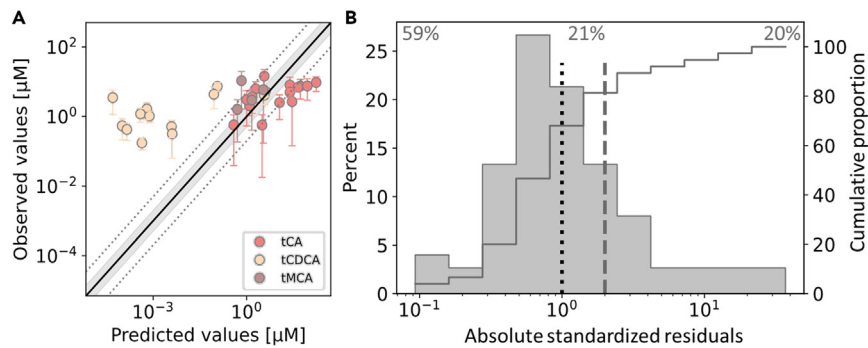 A
Observed values [µM]
10²
10⁰
10⁻²
10⁻⁴
10⁻³
10⁰
Predicted values [µM]
tCA
tCDCA
tMCA
B
59%
21%
20%
Percent
25
20
15
10
5
0
10⁻¹
10⁰
10¹
Absolute standardized residuals
100
80
60
40
20
0
Cumulative proportion